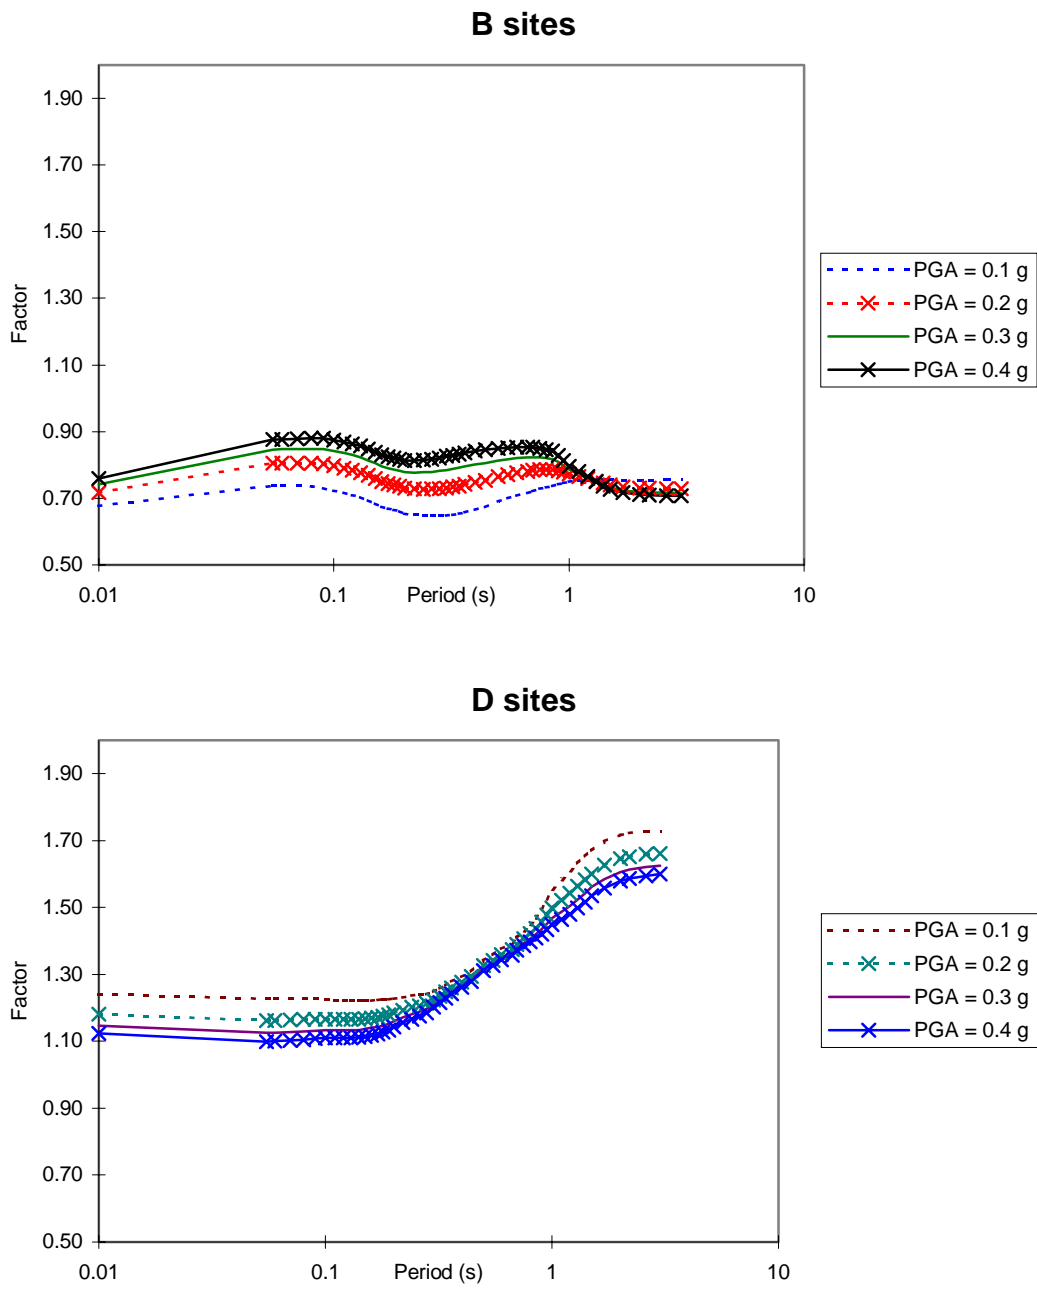 B sites
1.90
1.70
1.50
1.30
1.10
0.90
0.70
0.50
Factor
0.01
0.1
Period (s)
1
10
PGA = 0.1 g
PGA = 0.2 g
PGA = 0.3 g
PGA = 0.4 g
D sites
1.90
1.70
1.50
1.30
1.10
0.90
0.70
0.50
Factor
0.01
0.1
Period (s)
1
10
PGA = 0.1 g
PGA = 0.2 g
PGA = 0.3 g
PGA = 0.4 g